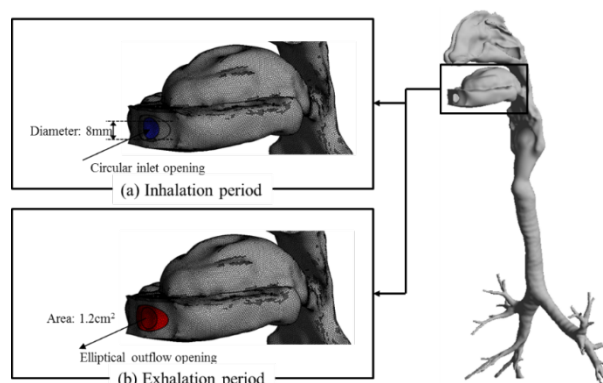 Diameter: 8mm
Circular inlet opening
(a) Inhalation period
Area: 1.2cm²
Elliptical outflow opening
(b) Exhalation period